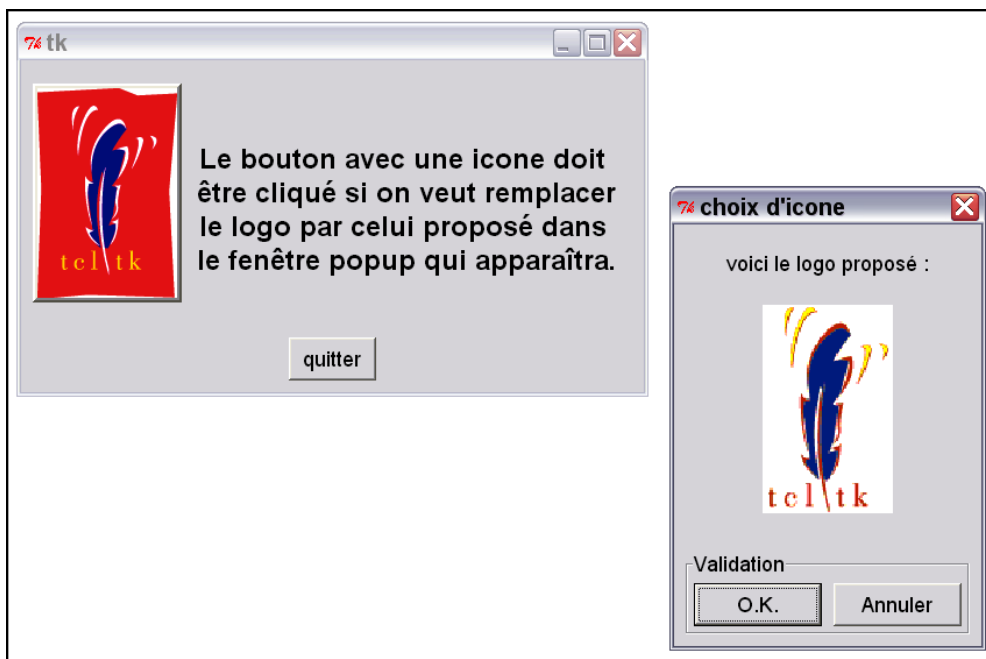 tk
tcl tk
Le bouton avec une icone doit
être cliqué si on veut remplacer
le logo par celui proposé dans
le fenêtre popup qui apparaîtra.
quitter
choix d'icone
voici le logo proposé :
tcl tk
Validation
O.K.
Annuler